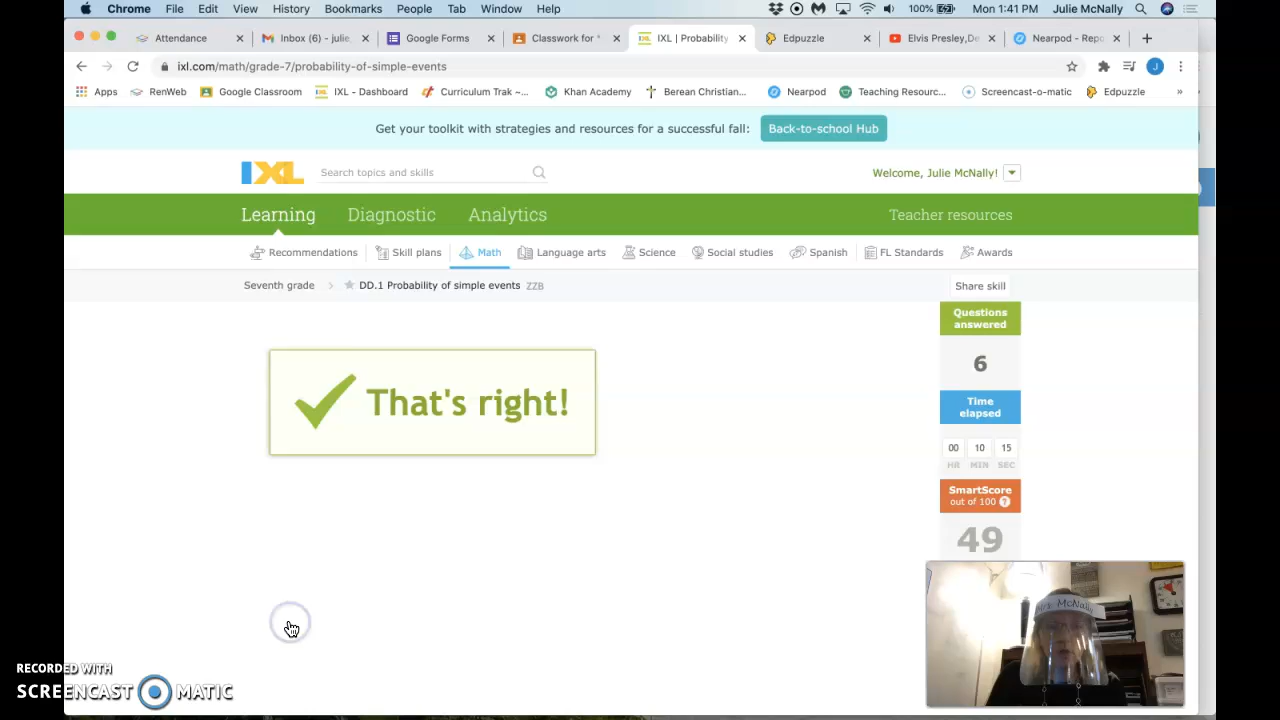 Chrome File Edit View History Bookmarks People Tab Window Help 100% Mon 1:41 PM Julie McNally
Attendance Inbox (6) - julie. Google Forms Classwork for " IXL | Probability Edpuzzle Elvis Presley,De Nearpod - Repo
ixl.com/math/grade-7/probability-of-simple-events J
Apps RenWeb Google Classroom IXL - Dashboard Curriculum Trak ~... Khan Academy Berean Christian... Nearpod Teaching Resourc... Screencast-o-matic Edpuzzle »
Get your toolkit with strategies and resources for a successful fall: Back-to-school Hub
IXL Search topics and skills Welcome, Julie McNally!
Learning Diagnostic Analytics Teacher resources
Recommendations Skill plans Math Language arts Science Social studies Spanish FL Standards Awards
Seventh grade > DD.1 Probability of simple events ZZB Share skill
Questions
answered
6
That's right!
Time
elapsed
00 10 15
HR MIN SEC
SmartScore
out of 100 ?
49
Mrs. McNally
RECORDED WITH
SCREENCAST MATIC